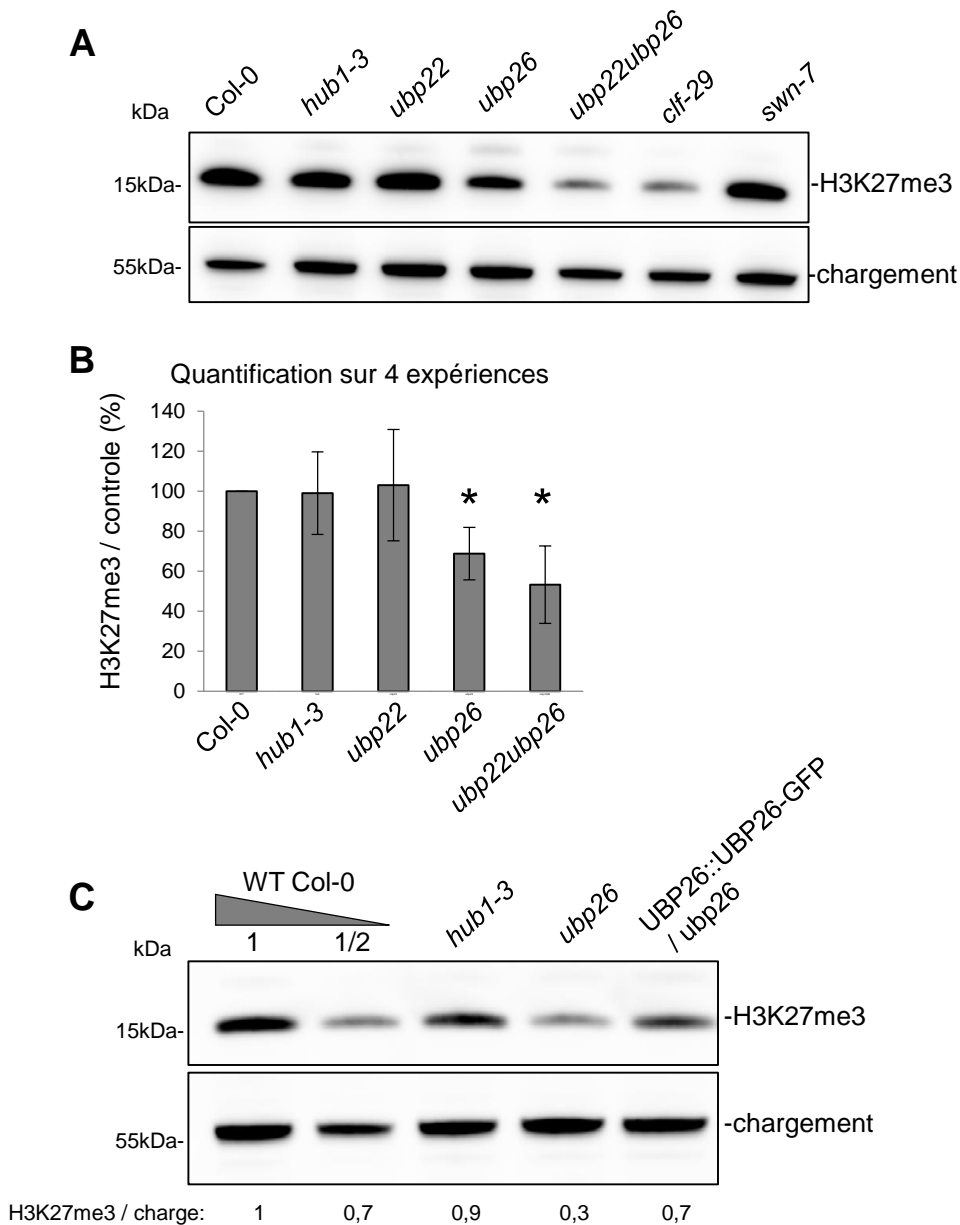 A
Col-0
hub1-3
ubp22
ubp26
ubp22ubp26
clf-29
swn-7
kDa
15kDa-
-H3K27me3
55kDa-
-chargement
B
Quantification sur 4 expériences
H3K27me3 / controle (%)
140
120
100
80
60
40
20
0
* *
Col-0
hub1-3
ubp22
ubp26
ubp22ubp26
C
WT Col-0
1 1/2
hub1-3
ubp26
UBP26::UBP26-GFP
/ ubp26
kDa
15kDa-
-H3K27me3
55kDa-
-chargement
H3K27me3 / charge: 1 0,7 0,9 0,3 0,7